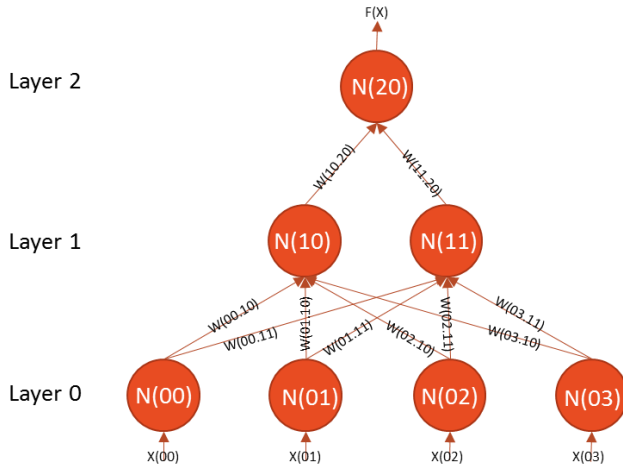 F(X)
Layer 2
N(20)
W(10.20)
W(11.20)
Layer 1
N(10)
N(11)
W(00.10)
W(00.11)
W(01.10)
W(01.11)
W(02.10)
W(02.11)
W(03.10)
W(03.11)
Layer 0
N(00)
N(01)
N(02)
N(03)
X(00)
X(01)
X(02)
X(03)